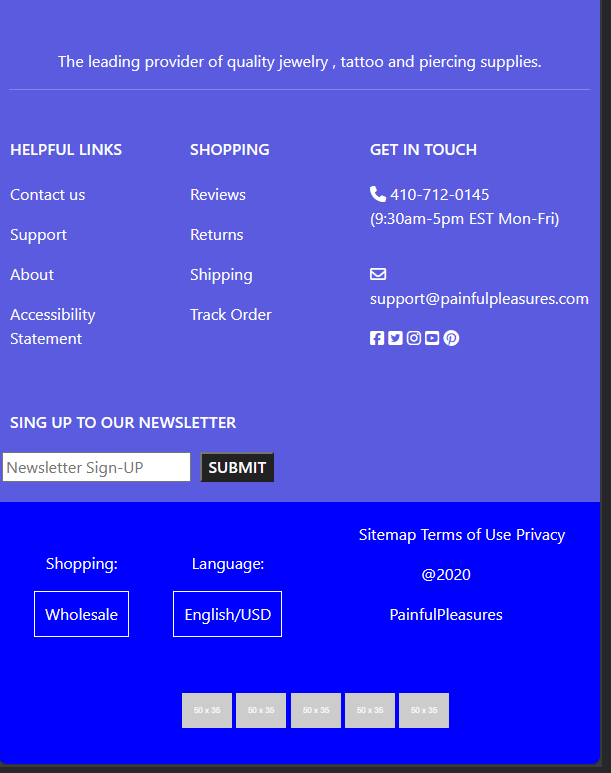 The leading provider of quality jewelry , tattoo and piercing supplies.
HELPFUL LINKS
Contact us
Support
About
Accessibility
Statement
SHOPPING
Reviews
Returns
Shipping
Track Order
GET IN TOUCH
410-712-0145
(9:30am-5pm EST Mon-Fri)
support@painfulpleasures.com
SING UP TO OUR NEWSLETTER
Newsletter Sign-UP
SUBMIT
Shopping:
Wholesale
Language:
English/USD
Sitemap Terms of Use Privacy
@2020
PainfulPleasures
50 x 35
50 x 35
50 x 35
50 x 35
50 x 35